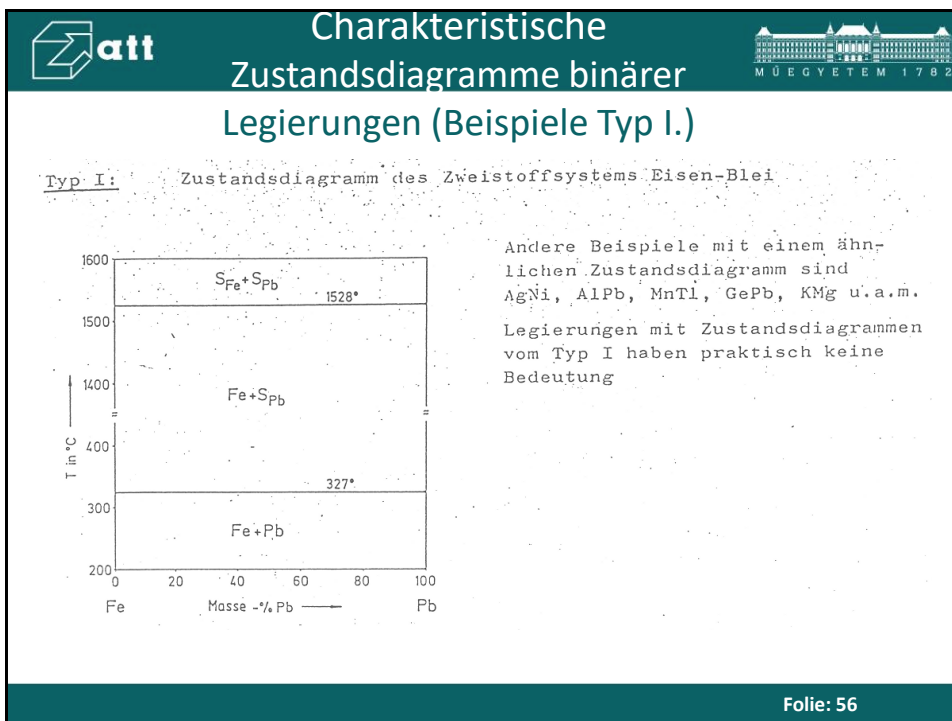 att
Charakteristische
Zustandsdiagramme binärer
Legierungen (Beispiele Typ I.)
MŰEGYETEM 1782
Typ I: Zustandsdiagramm des Zweistoffsystems Eisen-Blei
Andere Beispiele mit einem ähn-
lichen Zustandsdiagramm sind
AgNi, AlPb, MnTl, GePb, KMg u.a.m.
Legierungen mit Zustandsdiagrammen
vom Typ I haben praktisch keine
Bedeutung
1600
S_Fe+S_Pb
1528°
1500
1400
Fe+S_Pb
T in °C
400
327°
300
Fe+Pb
200
0 20 40 60 80 100
Fe Masse -% Pb Pb
Folie: 56